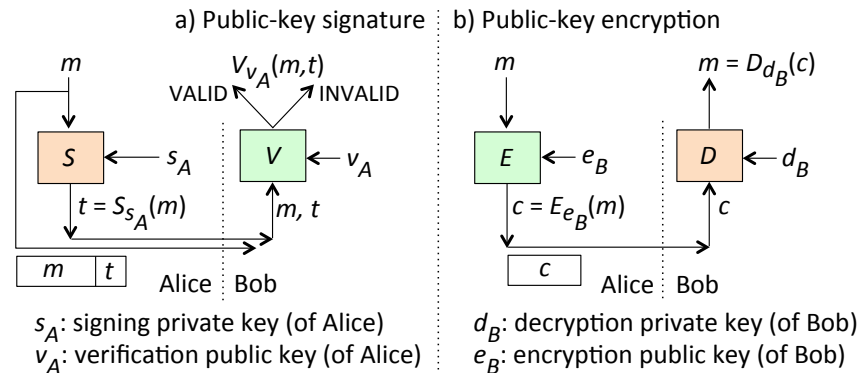 a) Public-key signature
m
V_{v_A}(m,t)
VALID
INVALID
S
s_A
V
v_A
t = S_{s_A}(m)
m, t
m t
Alice Bob
s_A: signing private key (of Alice)
v_A: verification public key (of Alice)
b) Public-key encryption
m
m = D_{d_B}(c)
E
e_B
D
d_B
c = E_{e_B}(m)
c
c
Alice Bob
d_B: decryption private key (of Bob)
e_B: encryption public key (of Bob)